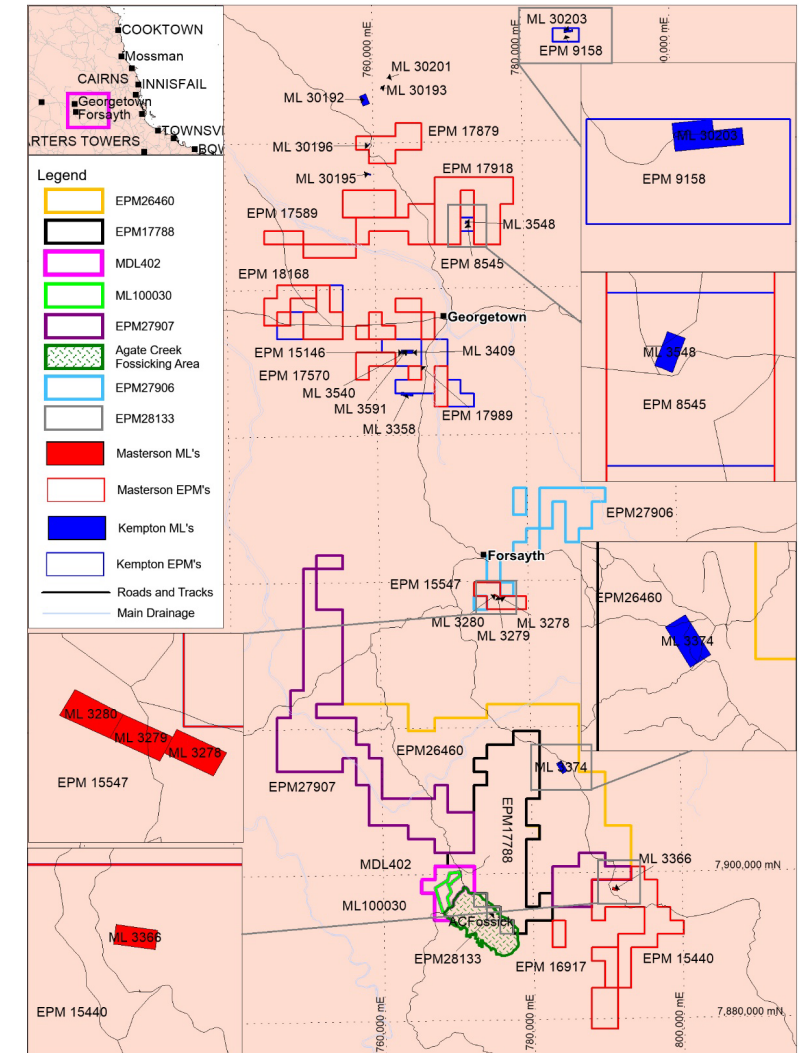 COOKTOWN
Mossman
CAIRNS
INNISFAIL
Georgetown
Forsayth
TOWNSVI
RTERS TOWERS
BOW
Legend
EPM26460
EPM17788
MDL402
ML100030
EPM27907
Agate Creek
Fossicking Area
EPM27906
EPM28133
Masterson ML's
Masterson EPM's
Kempton ML's
Kempton EPM's
Roads and Tracks
Main Drainage
760,000 mE
780,000 mE
0,000 mE
ML 30203
EPM 9158
ML 30201
ML 30193
ML 30192
EPM 17879
ML 30196
ML 30195
EPM 17918
EPM 17589
ML 3548
EPM 8545
EPM 18168
Georgetown
EPM 15146
ML 3409
EPM 17570
ML 3540
ML 3591
EPM 17989
ML 3358
ML 30203
EPM 9158
ML 3548
EPM 8545
EPM27906
Forsayth
EPM 15547
ML 3280
ML 3278
ML 3279
EPM26460
ML 3374
ML 3280
ML 3279
ML 3278
EPM 15547
EPM26460
EPM27907
ML 3374
EPM17788
MDL402
ML 3366
7,900,000 mN
ML100030
ACFossick
EPM28133
EPM 16917
EPM 15440
ML 3366
EPM 15440
7,880,000 mN
760,000 mE
780,000 mE
800,000 mE